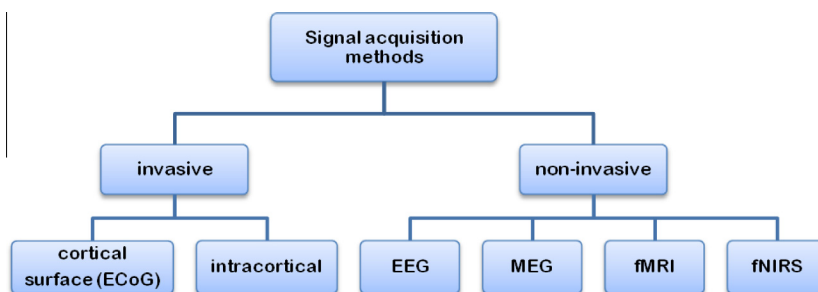 Signal acquisition
methods
invasive
non-invasive
cortical
surface (ECoG)
intracortical
EEG
MEG
fMRI
fNIRS